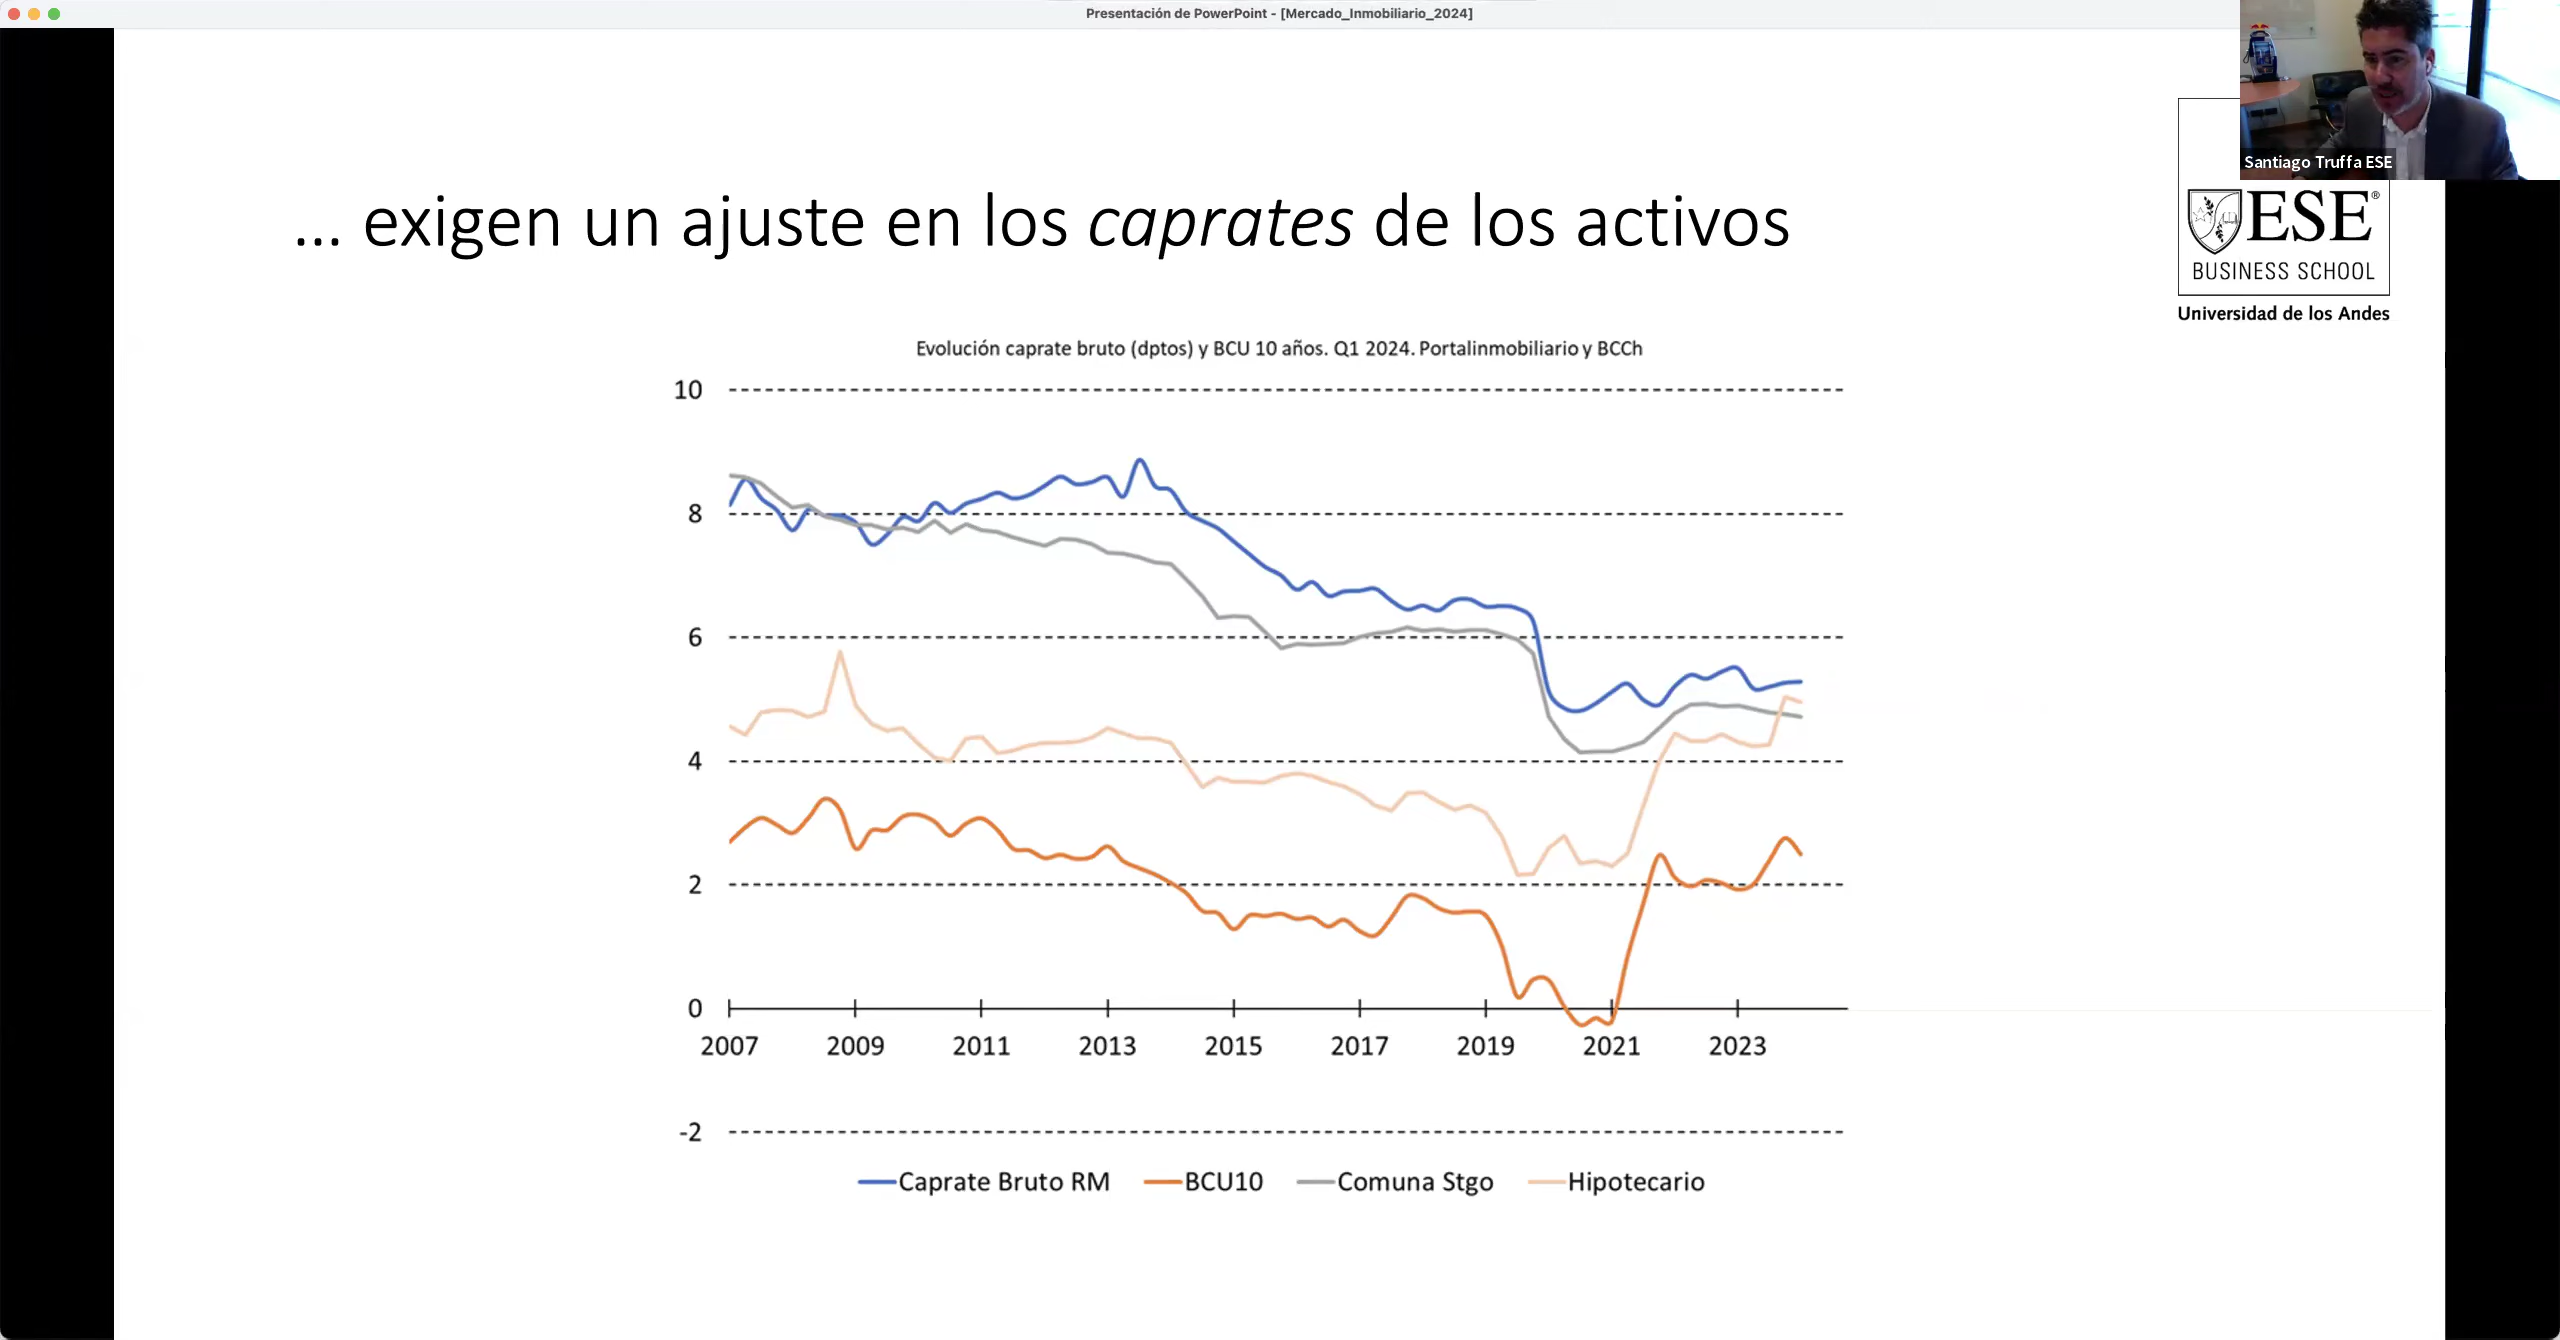 Presentación de PowerPoint - [Mercado_Inmobiliario_2024]
Santiago Truffa ESE
... exigen un ajuste en los caprates de los activos
ESE®
BUSINESS SCHOOL
Universidad de los Andes
Evolución caprate bruto (dptos) y BCU 10 años. Q1 2024. Portalinmobiliario y BCCh
10
8
6
4
2
0
2007 2009 2011 2013 2015 2017 2019 2021 2023
-2
Caprate Bruto RM BCU10 Comuna Stgo Hipotecario